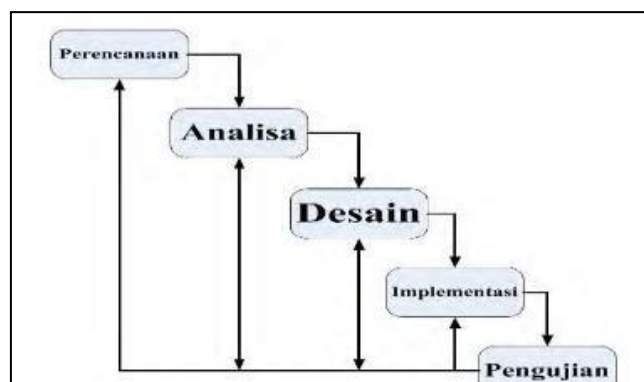 Perencanaan
Analisa
Desain
Implementasi
Pengujian